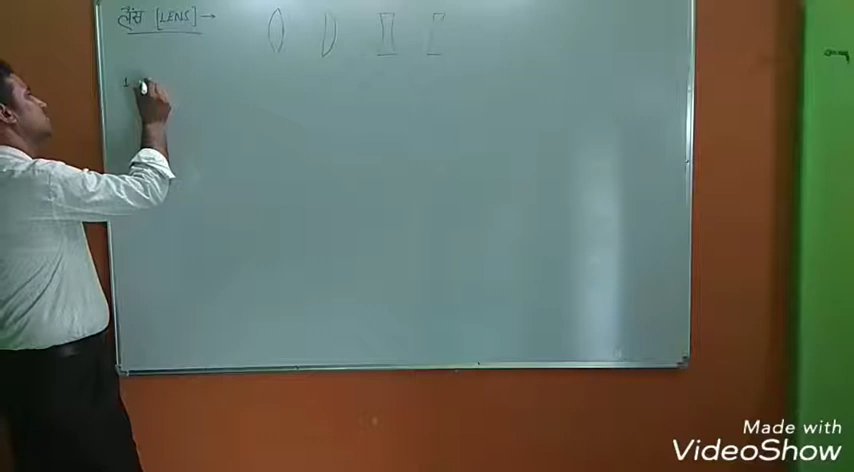 लेंस [LENS] →
1
Made With
VideoShow